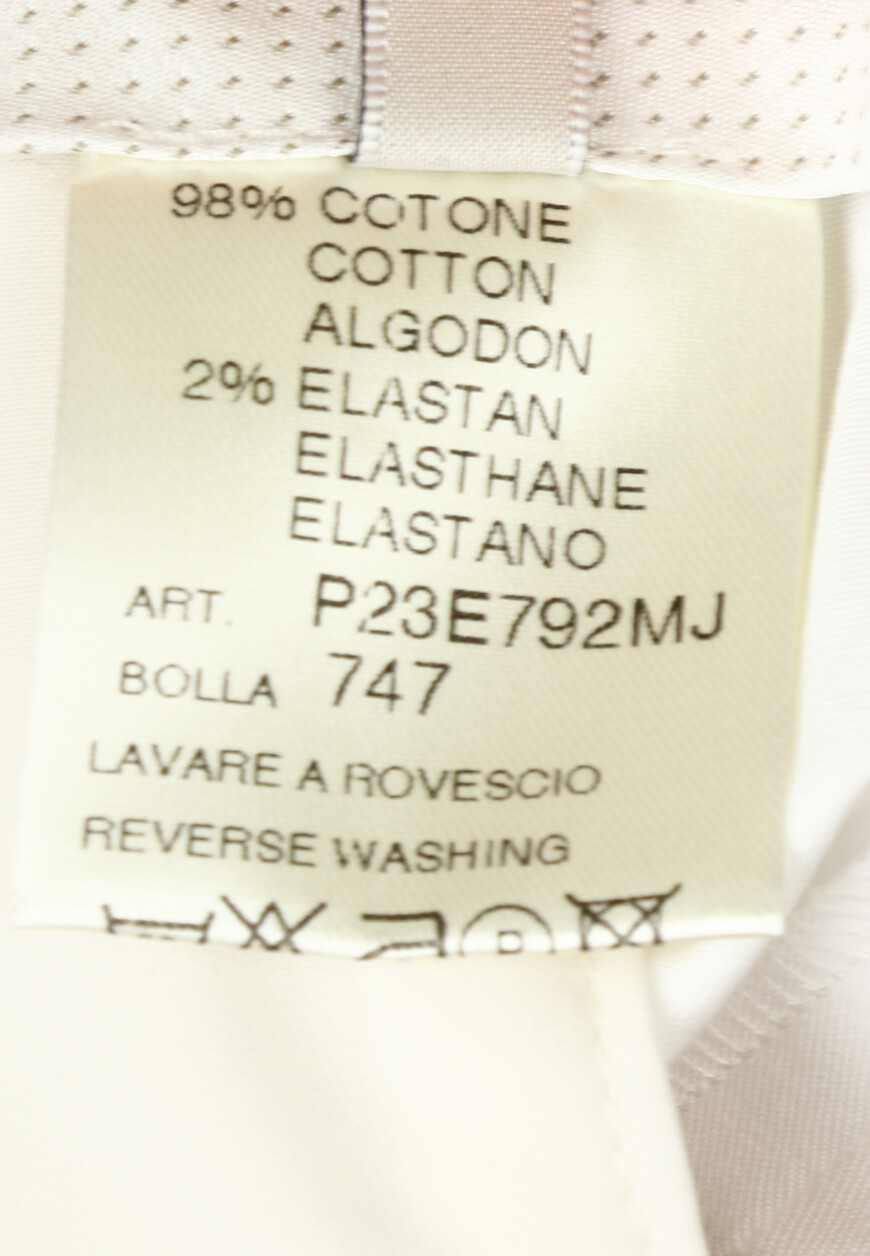 98% COTONE
COTTON
ALGODON
2% ELASTAN
ELASTHANE
ELASTANO
ART. P23E792MJ
BOLLA 747
LAVARE A ROVESCIO
REVERSE WASHING
P